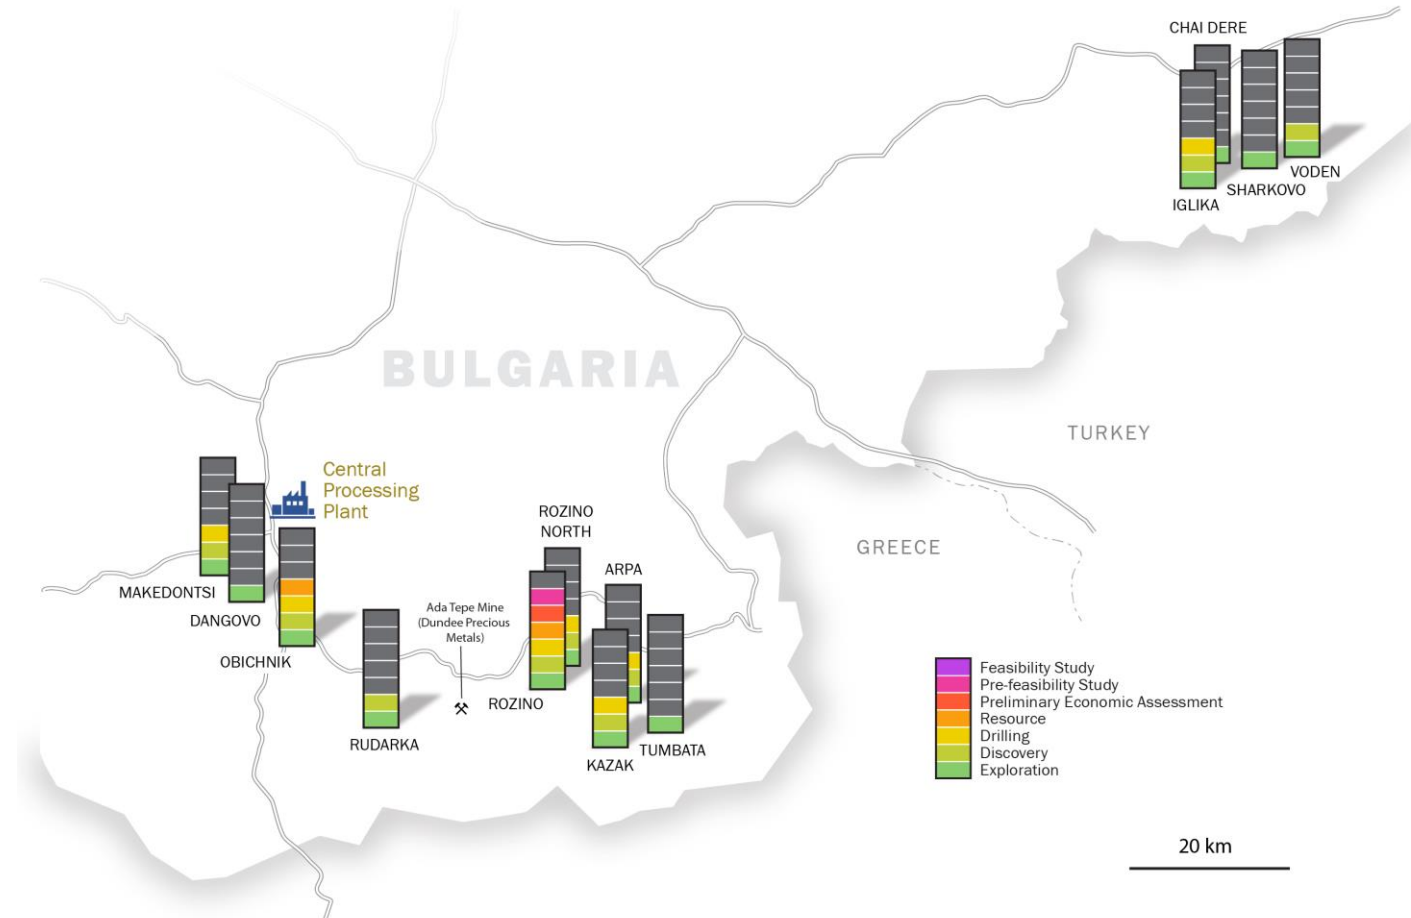 CHAI DERE
VODEN
SHARKOVO
IGLIKA
BULGARIA
TURKEY
GREECE
Central
Processing
Plant
MAKEDONTSI
DANGOVO
OBICHNIK
RUDARKA
Ada Tepe Mine
(Dundee Precious
Metals)
ROZINO
NORTH
ARPA
ROZINO
KAZAK
TUMBATA
Feasibility Study
Pre-feasibility Study
Preliminary Economic Assessment
Resource
Drilling
Discovery
Exploration
20 km